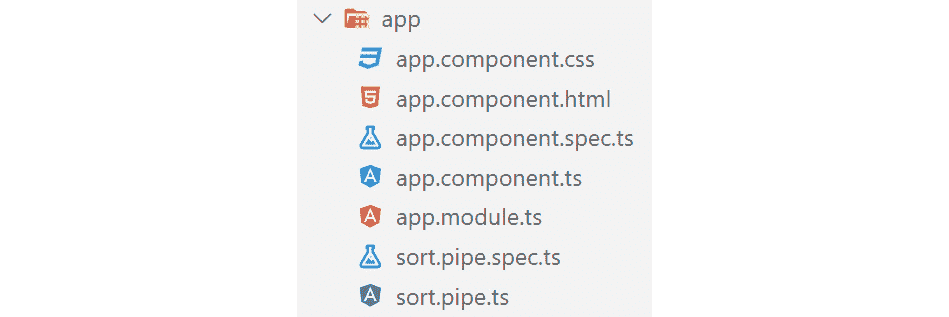 app
app.component.css
app.component.html
app.component.spec.ts
app.component.ts
app.module.ts
sort.pipe.spec.ts
sort.pipe.ts